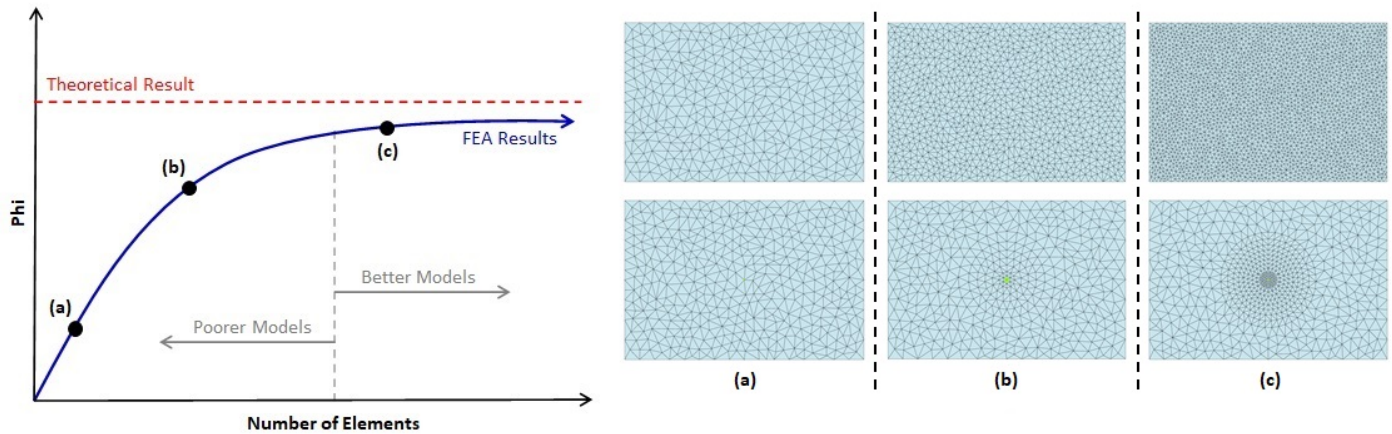 Theoretical Result
FEA Results
(c)
(b)
Phi
Better Models
(a)
Poorer Models
Number of Elements
(a)
(b)
(c)